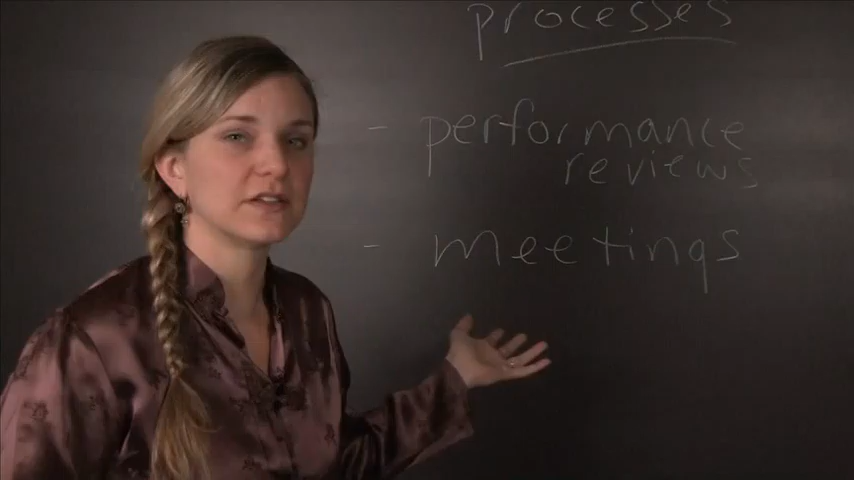 processes
- performance
reviews
- meetings